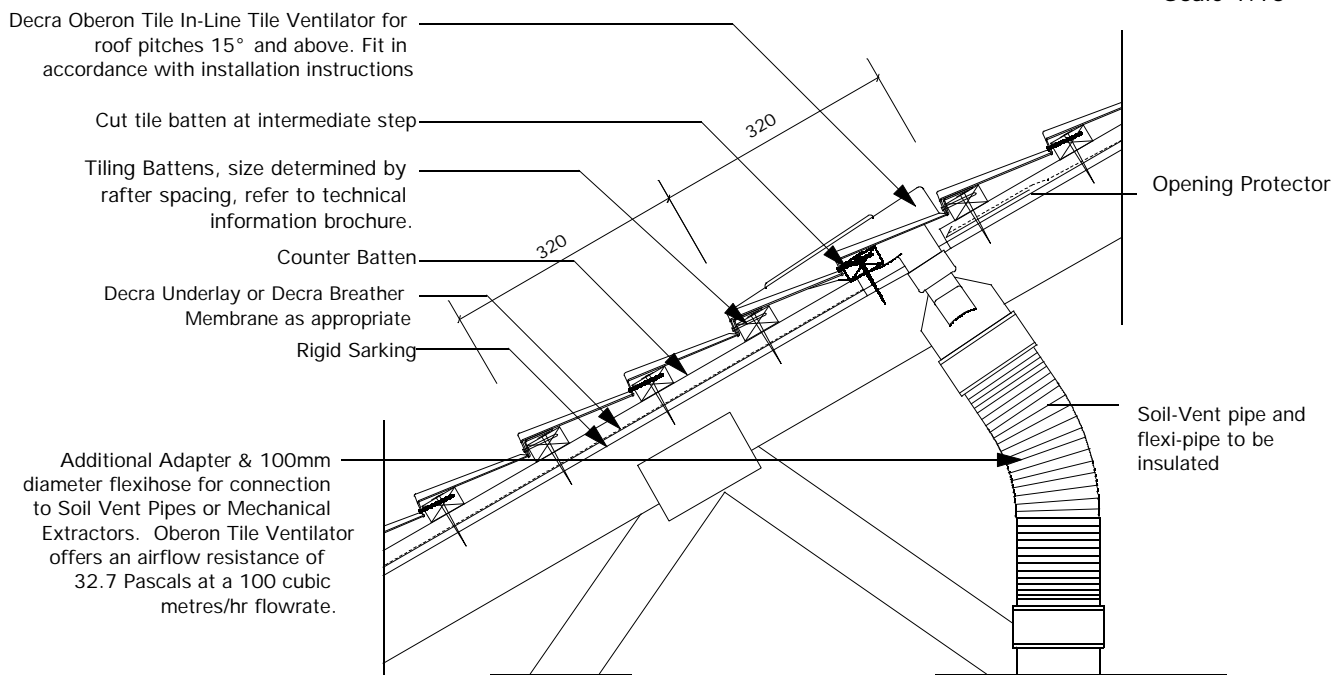 Decra Oberon Tile In-Line Tile Ventilator for
roof pitches 15° and above. Fit in
accordance with installation instructions
320
Cut tile batten at intermediate step
Tiling Battens, size determined by
rafter spacing, refer to technical
information brochure.
Opening Protector
320
Counter Batten
Decra Underlay or Decra Breather
Membrane as appropriate
Rigid Sarking
Soil-Vent pipe and
flexi-pipe to be
insulated
Additional Adapter & 100mm
diameter flexihose for connection
to Soil Vent Pipes or Mechanical
Extractors. Oberon Tile Ventilator
offers an airflow resistance of
32.7 Pascals at a 100 cubic
metres/hr flowrate.